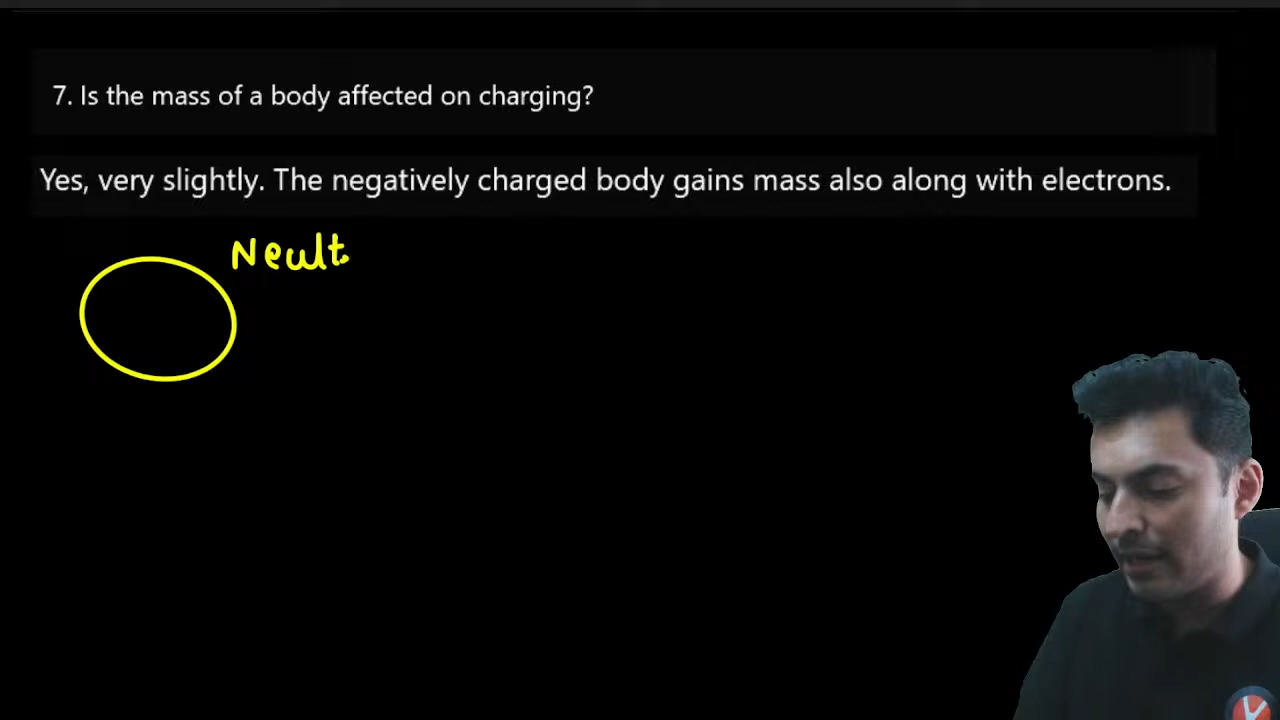 7. Is the mass of a body affected on charging?
Yes, very slightly. The negatively charged body gains mass also along with electrons.
Neult.